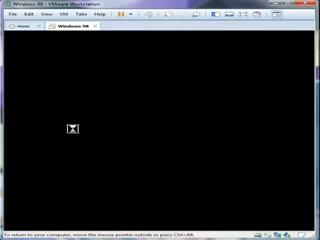 Windows 98 - VMware Workstation
File Edit View VM Tabs Help
Home Windows 98
To return to your computer, move the mouse pointer outside or press Ctrl+Alt.